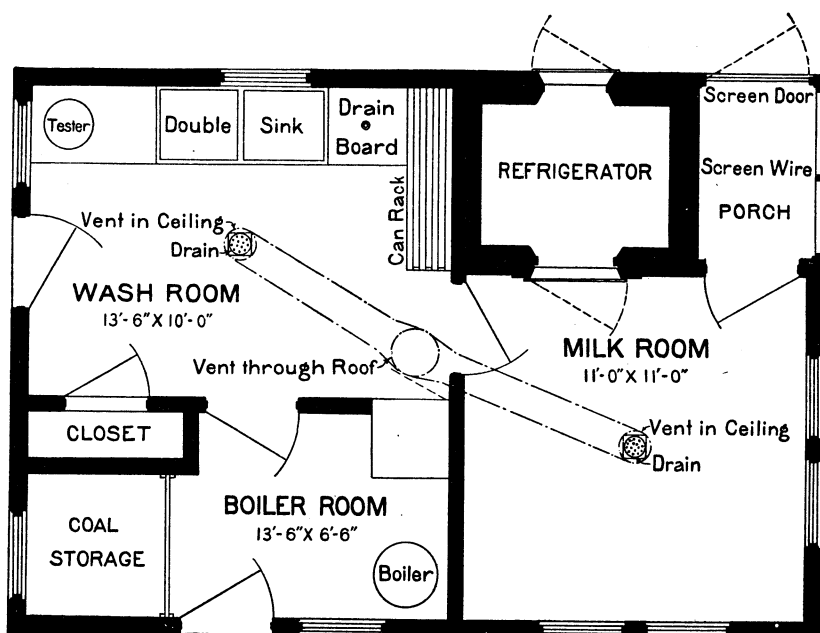 Tester
Double
Sink
Drain
Board
Can Rack
REFRIGERATOR
Screen Door
Screen Wire
PORCH
Vent in Ceiling
Drain
WASH ROOM
13'-6"X 10'-0"
Vent through Roof
MILK ROOM
11'-0"X 11'-0"
Vent in Ceiling
Drain
CLOSET
COAL
STORAGE
BOILER ROOM
13'-6"X 6'-6"
Boiler